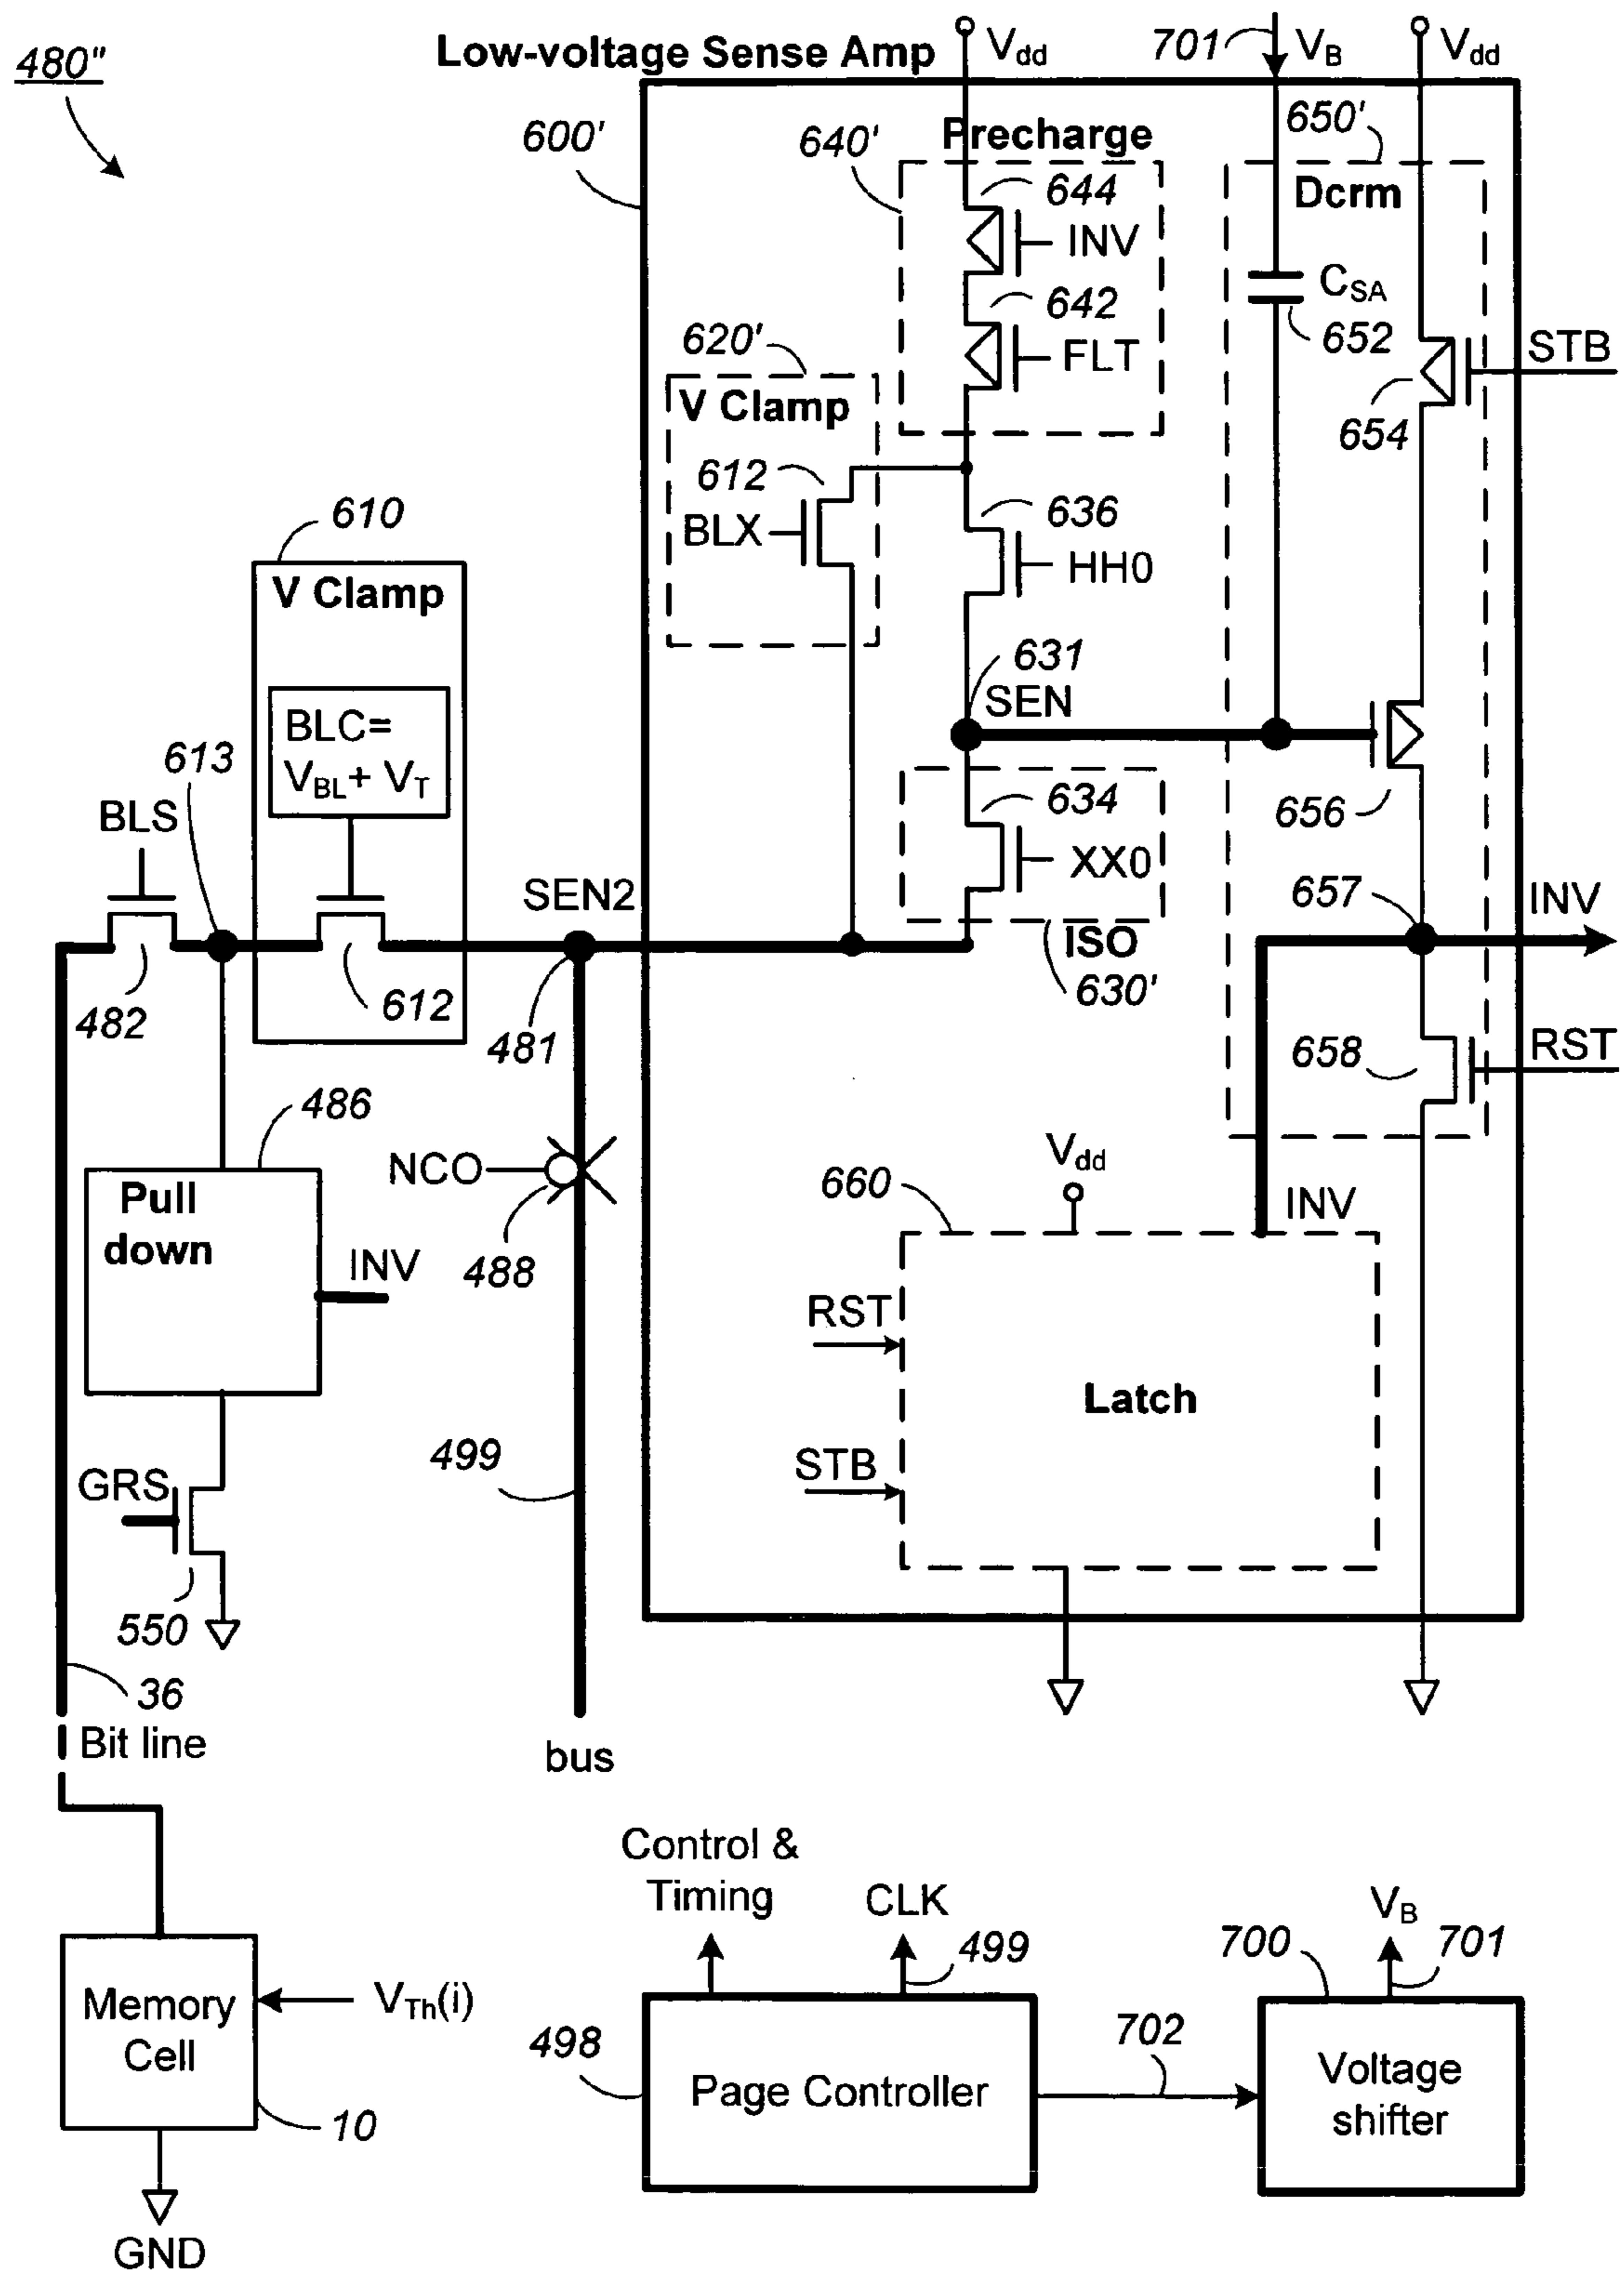 480"
Low-voltage Sense Amp
Vdd
701
VB
Vdd
600'
640'
Precharge
650'
Dcrm
644
INV
642
FLT
CSA
652
STB
654
620'
V Clamp
612
BLX
636
HH0
610
V Clamp
BLC=
VBL+ VT
631
SEN
613
BLS
634
XX0
656
SEN2
657
INV
ISO
630'
482
612
481
658
RST
486
Pull
down
INV
NCO
488
Vdd
660
INV
RST
Latch
STB
499
GRS
550
36
Bit line
bus
Control &
Timing
CLK
499
VB
701
700
Memory
Cell
VTh(i)
10
498
Page Controller
702
Voltage
shifter
GND